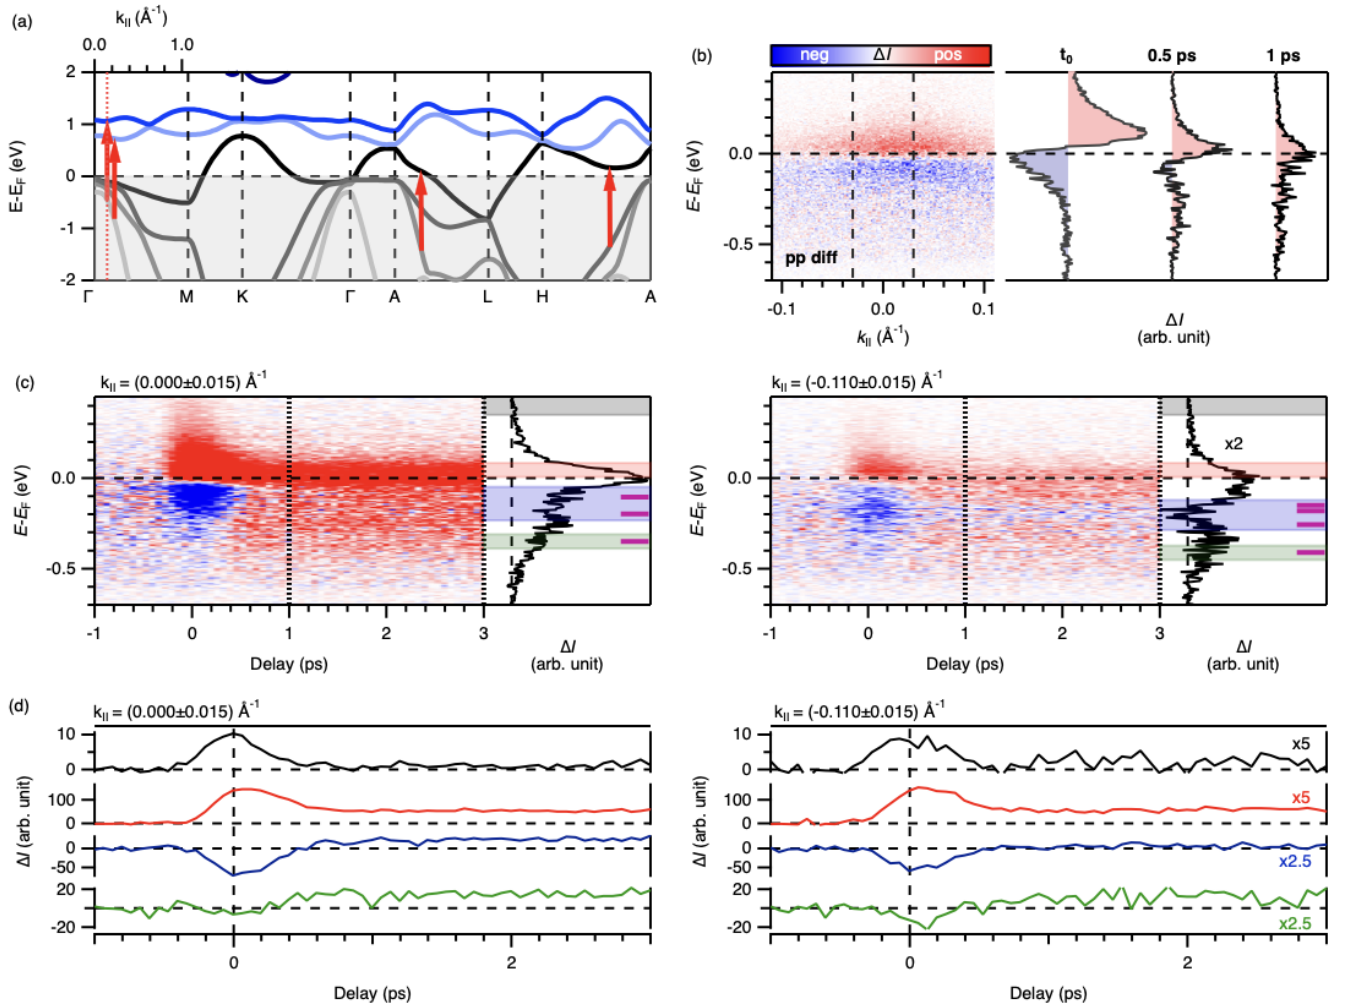 (a)
k|| (Å-1)
0.0 1.0
2
1
0
-1
-2
E-EF (eV)
Γ M K Γ A L H A
(b)
neg ΔI pos
t0 0.5 ps 1 ps
0.0
-0.5
E-EF (eV)
pp diff
-0.1 0.0 0.1
k|| (Å-1)
ΔI
(arb. unit)
(c)
k|| = (0.000±0.015) Å-1
0.0
-0.5
E-EF (eV)
-1 0 1 2 3
Delay (ps)
ΔI
(arb. unit)
k|| = (-0.110±0.015) Å-1
x2
0.0
-0.5
E-EF (eV)
-1 0 1 2 3
Delay (ps)
ΔI
(arb. unit)
(d)
k|| = (0.000±0.015) Å-1
10
0
100
0
0
-50
20
-20
ΔI (arb. unit)
0 2
Delay (ps)
k|| = (-0.110±0.015) Å-1
10
0
x5
100
0
x5
0
-50
x2.5
20
-20
x2.5
ΔI (arb. unit)
0 2
Delay (ps)